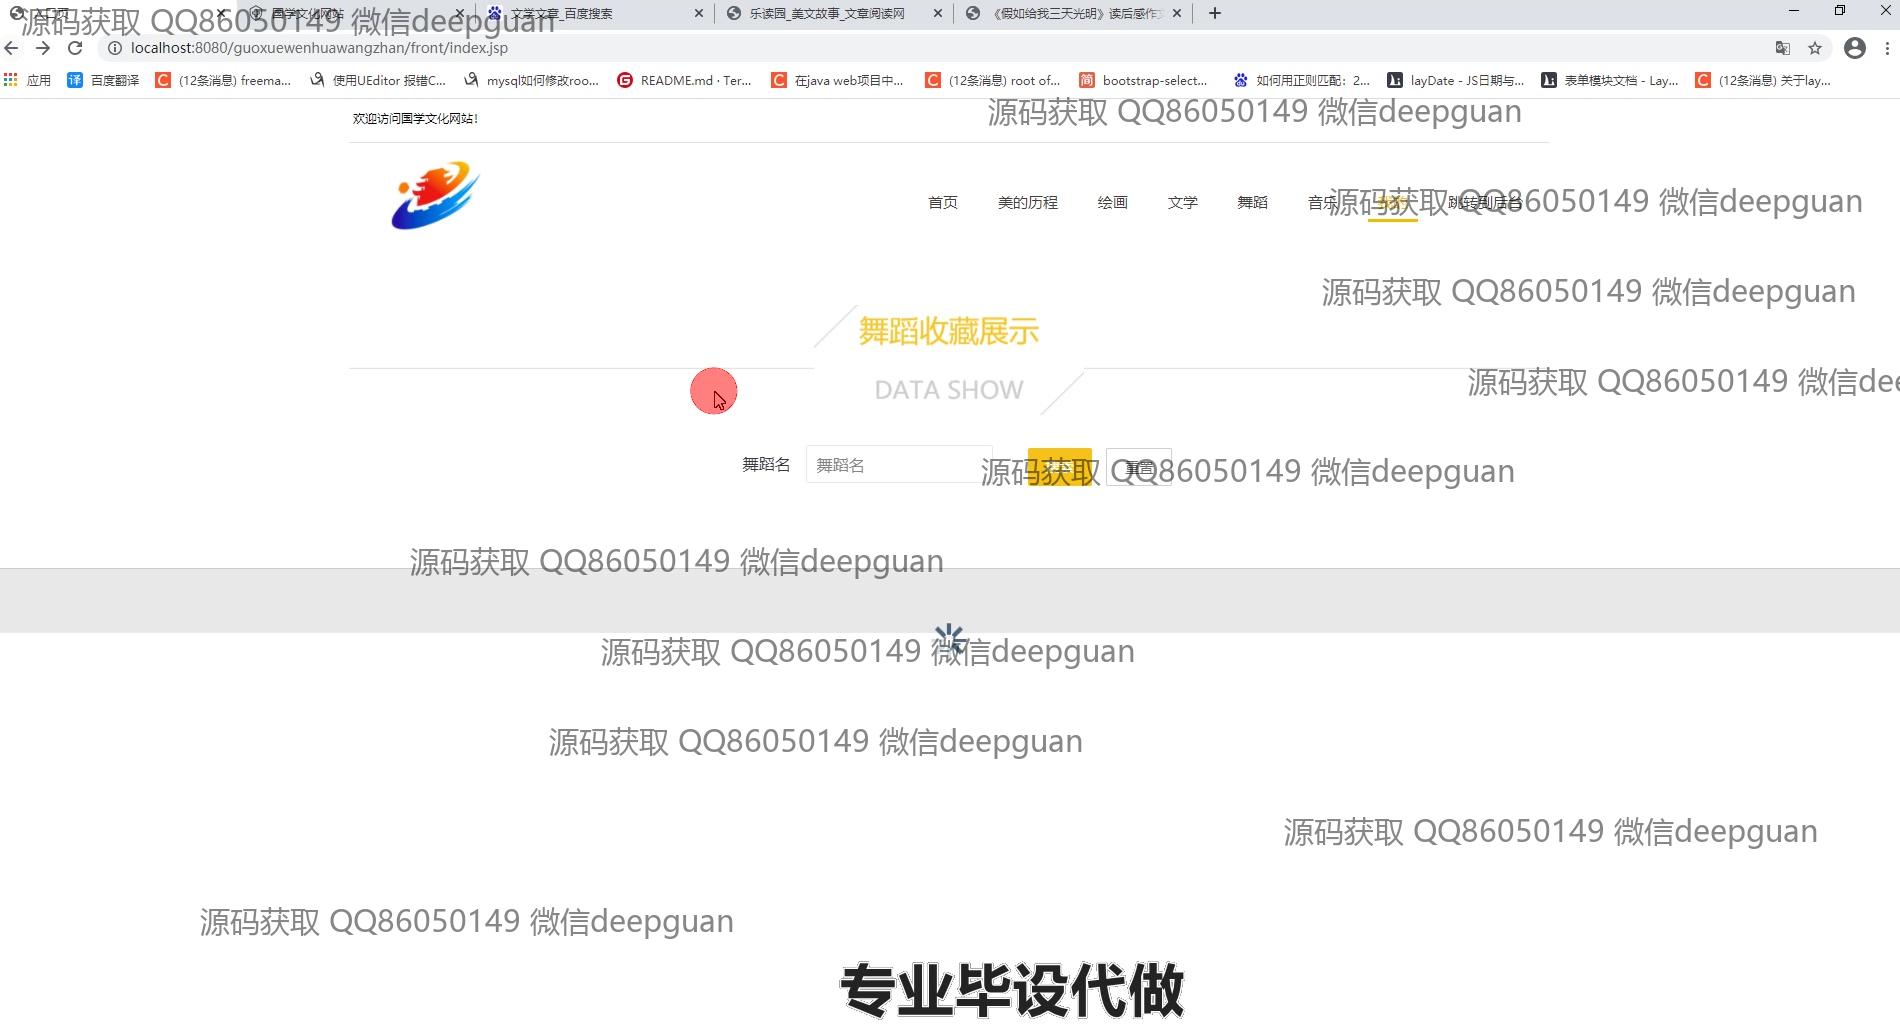 国学文化网站
文学文章_百度搜索
乐读园_美文故事_文章阅读网
《假如给我三天光明》读后感作文
源码获取 QQ86050149 微信deepguan
localhost:8080/guoxuewenhuawangzhan/front/index.jsp
应用
百度翻译
(12条消息) freema...
使用UEditor 报错C...
mysql如何修改roo...
README.md · Ter...
在java web项目中...
(12条消息) root of...
bootstrap-select...
如何用正则匹配：2...
layDate - JS日期与...
表单模块文档 - Lay...
(12条消息) 关于lay...
源码获取 QQ86050149 微信deepguan
欢迎访问国学文化网站!
首页
美的历程
绘画
文学
舞蹈
音乐
跳转到后台
源码获取 QQ86050149 微信deepguan
源码获取 QQ86050149 微信deepguan
舞蹈收藏展示
DATA SHOW
源码获取 QQ86050149 微信dee
舞蹈名
舞蹈名
重置
源码获取 QQ86050149 微信deepguan
源码获取 QQ86050149 微信deepguan
源码获取 QQ86050149 微信deepguan
源码获取 QQ86050149 微信deepguan
源码获取 QQ86050149 微信deepguan
源码获取 QQ86050149 微信deepguan
专业毕设代做